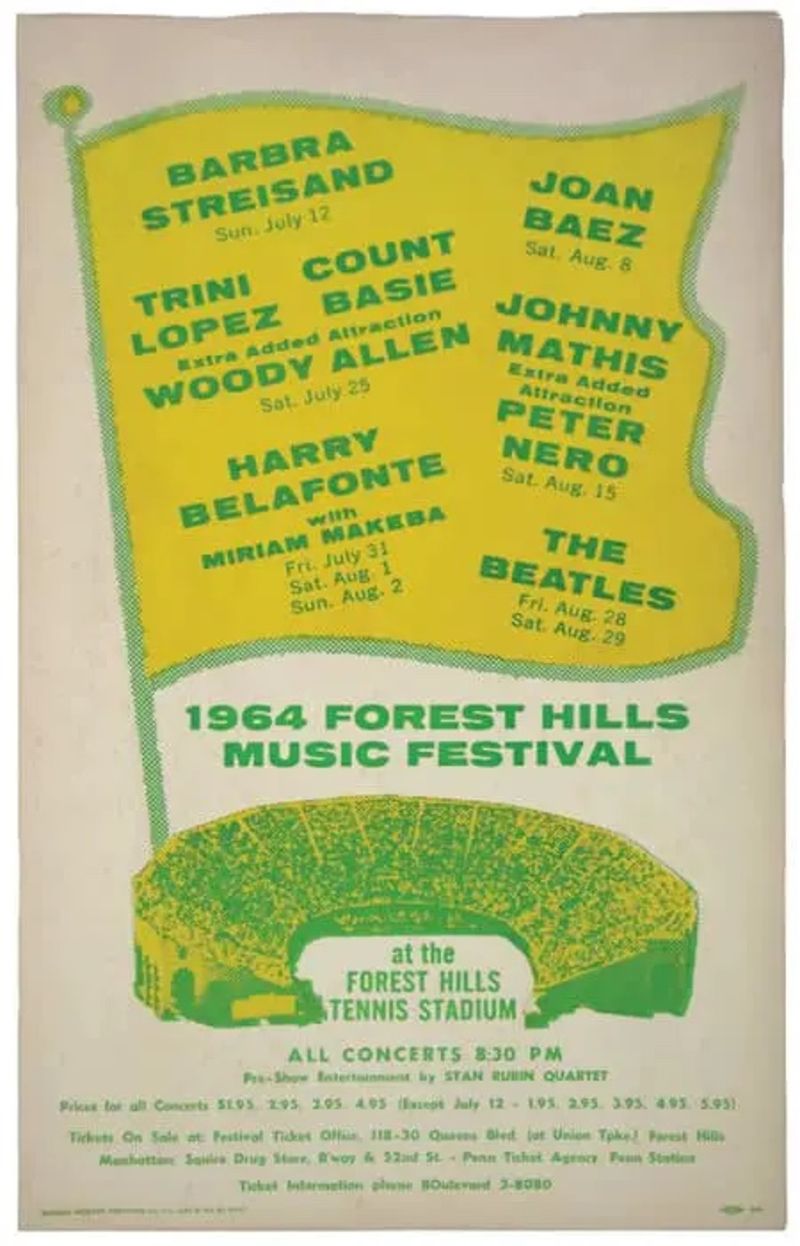 BARBRA
STREISAND
Sun. July 12
TRINI LOPEZ
COUNT BASIE
Extra Added Attraction
WOODY ALLEN
Sat. July 25
HARRY
BELAFONTE
with
MIRIAM MAKEBA
Fri. July 31
Sat. Aug. 1
Sun. Aug. 2
JOAN
BAEZ
Sat. Aug. 8
JOHNNY
MATHIS
Extra Added
Attraction
PETER
NERO
Sat. Aug. 15
THE
BEATLES
Fri. Aug. 28
Sat. Aug. 29
1964 FOREST HILLS
MUSIC FESTIVAL
at the
FOREST HILLS
TENNIS STADIUM
ALL CONCERTS 8:30 PM
Pre-Show Entertainment by STAN RUBIN QUARTET
Prices for all Concerts $1.95, 2.95, 3.95, 4.95 (Except July 12 - 1.95, 2.95, 3.95, 4.95, 5.95)
Tickets On Sale at: Festival Ticket Office, 118-30 Queens Blvd. (at Union Tpke.) Forest Hills
Manhattan: Squire Drug Store, B'way & 52nd St. - Penn Ticket Agency Penn Station
Ticket Information phone BOulevard 3-8080